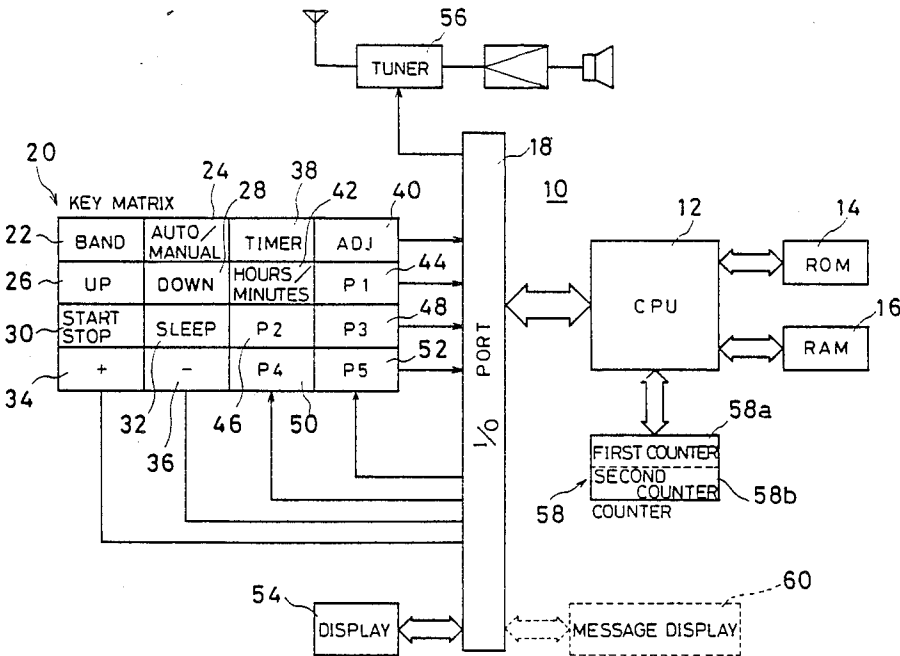 56
TUNER
18
20
24
28
38
42
40
10
KEY MATRIX
12
14
22
BAND
AUTO/
MANUAL
TIMER
ADJ
26
UP
DOWN
HOURS/
MINUTES
P1
44
CPU
ROM
30
START
STOP
SLEEP
P2
P3
48
16
RAM
34
+
-
P4
P5
52
32
46
50
36
I/O PORT
58a
FIRST COUNTER
SECOND
COUNTER
58b
58
COUNTER
54
DISPLAY
60
MESSAGE DISPLAY